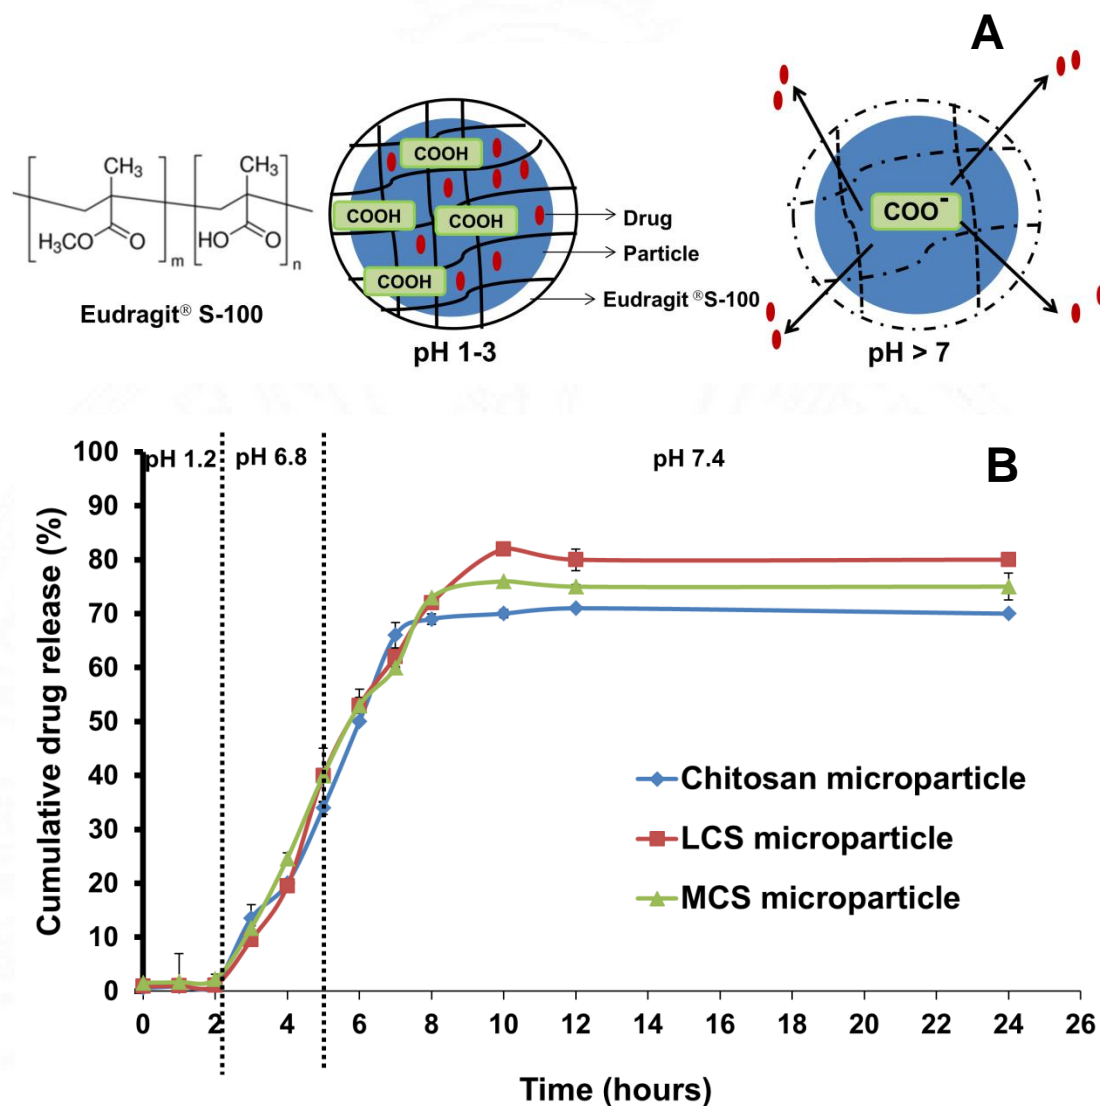 A
CH₃
CH₃
H₃CO
O
m
HO
O
n
Eudragit® S-100
COOH
COOH
COOH
COOH
Drug
Particle
Eudragit ®S-100
pH 1-3
COO⁻
pH > 7
B
pH 1.2
pH 6.8
pH 7.4
Cumulative drug release (%)
100
90
80
70
60
50
40
30
20
10
0
Chitosan microparticle
LCS microparticle
MCS microparticle
0 2 4 6 8 10 12 14 16 18 20 22 24 26
Time (hours)